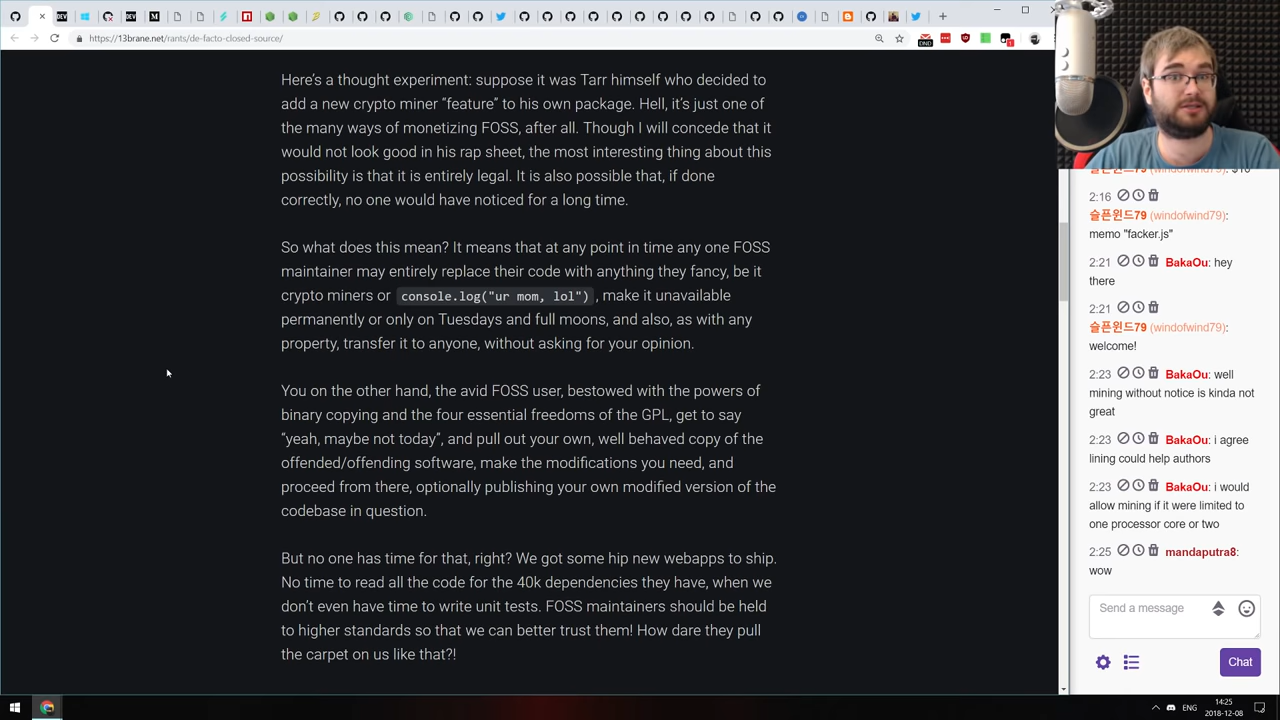 https://13brane.net/rants/de-facto-closed-source/
Here's a thought experiment: suppose it was Tarr himself who decided to
add a new crypto miner “feature” to his own package. Hell, it's just one of
the many ways of monetizing FOSS, after all. Though I will concede that it
would not look good in his rap sheet, the most interesting thing about this
possibility is that it is entirely legal. It is also possible that, if done
correctly, no one would have noticed for a long time.
So what does this mean? It means that at any point in time any one FOSS
maintainer may entirely replace their code with anything they fancy, be it
crypto miners or console.log("ur mom, lol") , make it unavailable
permanently or only on Tuesdays and full moons, and also, as with any
property, transfer it to anyone, without asking for your opinion.
You on the other hand, the avid FOSS user, bestowed with the powers of
binary copying and the four essential freedoms of the GPL, get to say
“yeah, maybe not today”, and pull out your own, well behaved copy of the
offended/offending software, make the modifications you need, and
proceed from there, optionally publishing your own modified version of the
codebase in question.
But no one has time for that, right? We got some hip new webapps to ship.
No time to read all the code for the 40k dependencies they have, when we
don't even have time to write unit tests. FOSS maintainers should be held
to higher standards so that we can better trust them! How dare they pull
the carpet on us like that?!
슬픈윈드79 (windofwind79): $10
2:16
슬픈윈드79 (windofwind79):
memo "facker.js"
2:21 BakaOu: hey
there
2:21
슬픈윈드79 (windofwind79):
welcome!
2:23 BakaOu: well
mining without notice is kinda not
great
2:23 BakaOu: i agree
lining could help authors
2:23 BakaOu: i would
allow mining if it were limited to
one processor core or two
2:25 mandaputra8:
wow
Send a message
Chat
ENG
14:25
2018-12-08